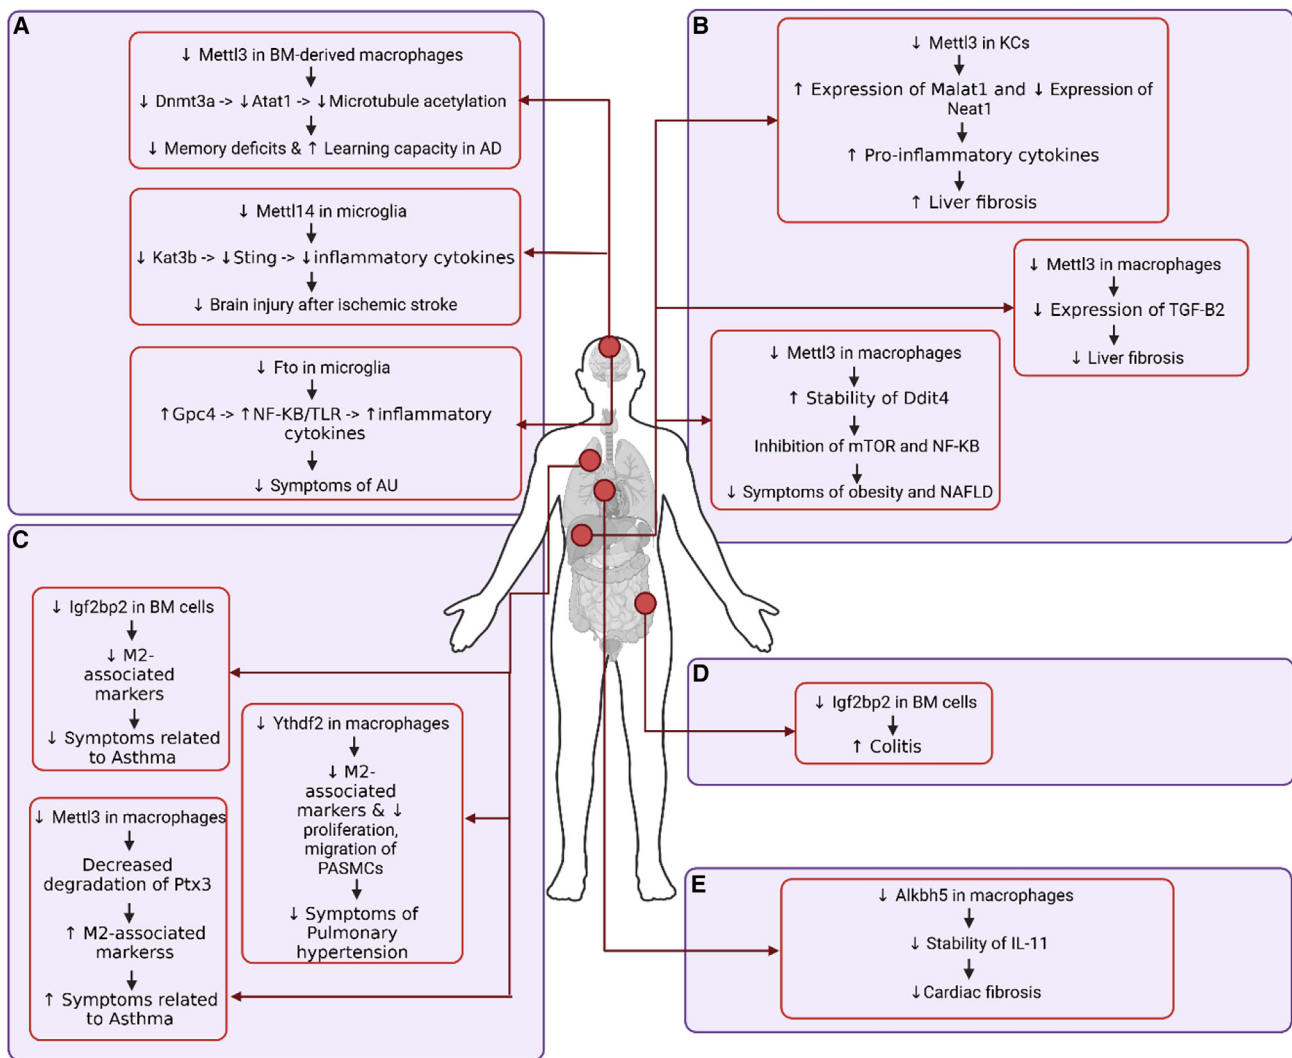 A
↓ Mettl3 in BM-derived macrophages
↓ Dnmt3a -> ↓Atat1 -> ↓Microtubule acetylation
↓ Memory deficits & ↑ Learning capacity in AD
↓ Mettl14 in microglia
↓ Kat3b -> ↓Sting -> ↓inflammatory cytokines
↓ Brain injury after ischemic stroke
↓ Fto in microglia
↑Gpc4 -> ↑NF-KB/TLR -> ↑inflammatory
cytokines
↓ Symptoms of AU
B
↓ Mettl3 in KCs
↑ Expression of Malat1 and ↓ Expression of
Neat1
↑ Pro-inflammatory cytokines
↑ Liver fibrosis
↓ Mettl3 in macrophages
↓ Expression of TGF-B2
↓ Liver fibrosis
↓ Mettl3 in macrophages
↑ Stability of Ddit4
Inhibition of mTOR and NF-KB
↓ Symptoms of obesity and NAFLD
C
↓ Igf2bp2 in BM cells
↓ M2-
associated
markers
↓ Symptoms related
to Asthma
↓ Ythdf2 in macrophages
↓ M2-
associated
markers & ↓
proliferation,
migration of
PASMCs
↓ Symptoms of
Pulmonary
hypertension
↓ Mettl3 in macrophages
Decreased
degradation of Ptx3
↑ M2-associated
markerss
↑ Symptoms related
to Asthma
D
↓ Igf2bp2 in BM cells
↑ Colitis
E
↓ Alkbh5 in macrophages
↓ Stability of IL-11
↓Cardiac fibrosis